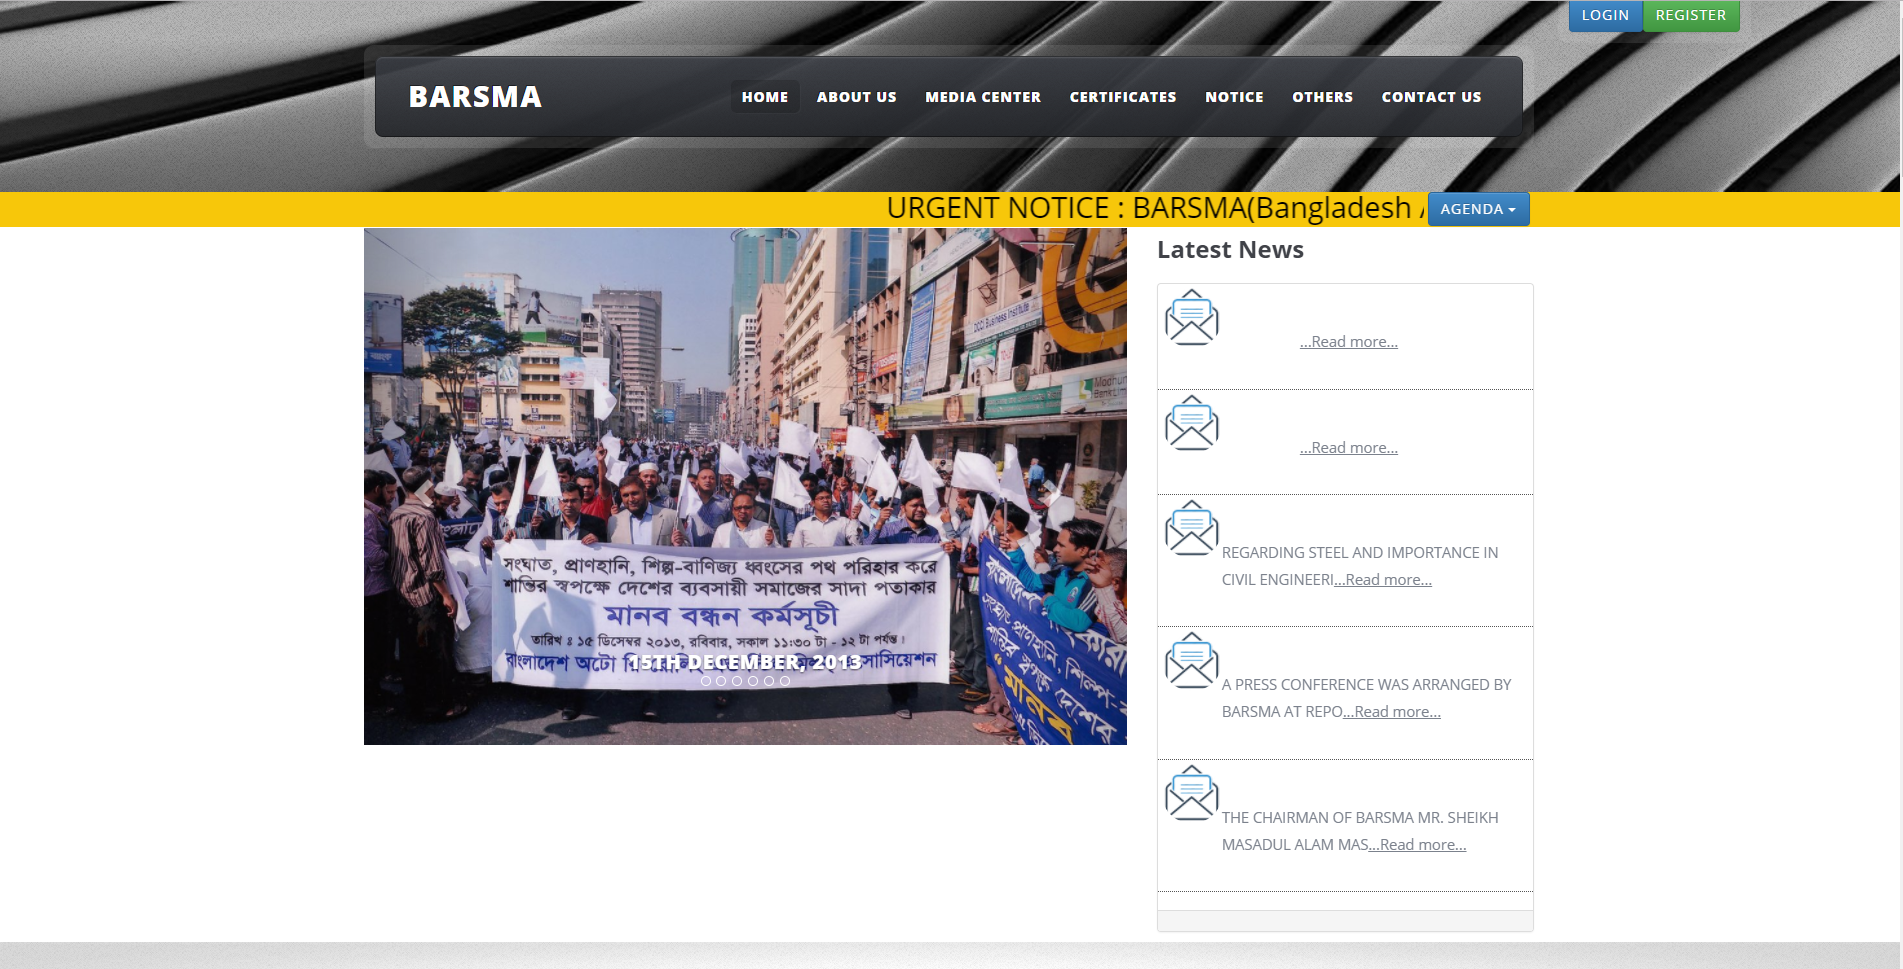 LOGIN REGISTER
BARSMA HOME ABOUT US MEDIA CENTER CERTIFICATES NOTICE OTHERS CONTACT US
URGENT NOTICE : BARSMA(Bangladesh
AGENDA
DCCI Business Institute
সংঘাত, প্রাণহানি, শিল্প-বাণিজ্য ধ্বংসের পথ পরিহার করে
শান্তির স্বপক্ষে দেশের ব্যবসায়ী সমাজের সাদা পতাকার
মানব বন্ধন কর্মসূচী
তারিখ ঃ ১৫ ডিসেম্বর ২০১৩, রবিবার, সকাল ১১:৩০ টা - ১২ টা পর্যন্ত।
বাংলাদেশ অটো
15TH DECEMBER, 2013
Latest News
...Read more...
...Read more...
REGARDING STEEL AND IMPORTANCE IN
CIVIL ENGINEERI...Read more...
A PRESS CONFERENCE WAS ARRANGED BY
BARSMA AT REPO...Read more...
THE CHAIRMAN OF BARSMA MR. SHEIKH
MASADUL ALAM MAS...Read more...